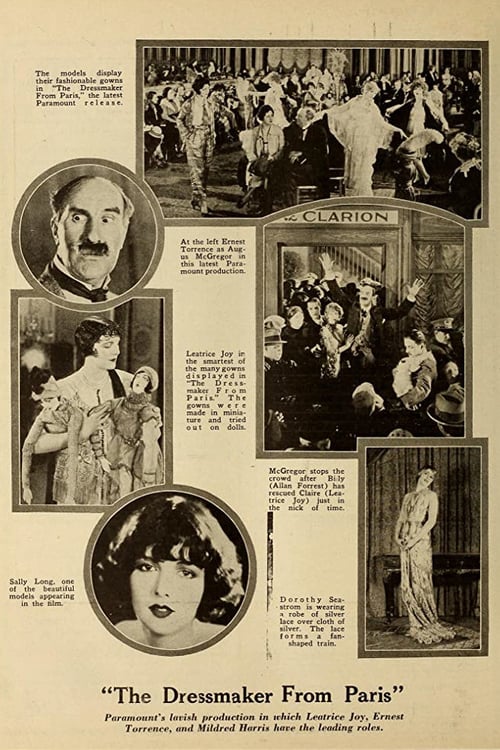 The models display
their fashionable gowns
in "The Dressmaker
From Paris," the latest
Paramount release.
CLARION
At the left Ernest
Torrence as Aug-
us McGregor in
this latest Para-
mount production.
Leatrice Joy in
the smartest of
the many gowns
displayed in
"The Dress-
maker From
Paris." The
gowns were
made in minia-
ture and tried
out on dolls.
McGregor stops the
crowd after Billy
(Allan Forrest) has
rescued Claire (Lea-
trice Joy) just in
the nick of time.
Sally Long, one
of the beautiful
models appearing
in the film.
Dorothy Sea-
strom is wearing
a robe of silver
lace over cloth of
silver. The lace
forms a fan-
shaped train.
"The Dressmaker From Paris"
Paramount's lavish production in which Leatrice Joy, Ernest
Torrence, and Mildred Harris have the leading roles.